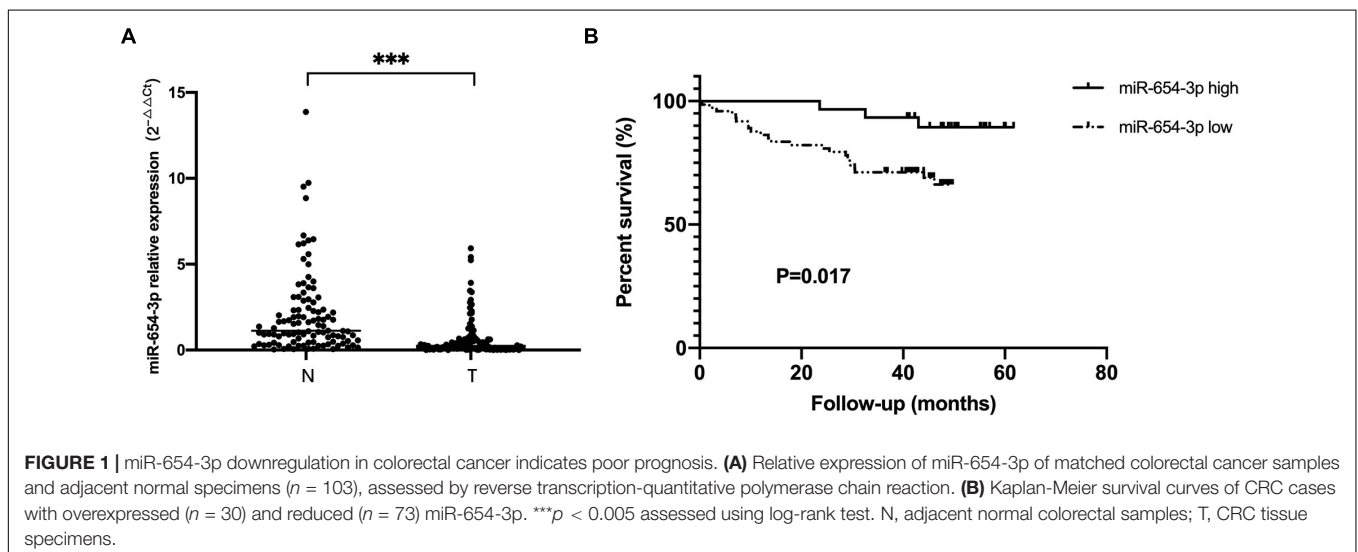 A
B
***
miR-654-3p relative expression (2^−△△Ct)
15
10
5
0
N
T
Percent survival (%)
100
50
0
P=0.017
0 20 40 60 80
Follow-up (months)
miR-654-3p high
miR-654-3p low
FIGURE 1 | miR-654-3p downregulation in colorectal cancer indicates poor prognosis. (A) Relative expression of miR-654-3p of matched colorectal cancer samples
and adjacent normal specimens (n = 103), assessed by reverse transcription-quantitative polymerase chain reaction. (B) Kaplan-Meier survival curves of CRC cases
with overexpressed (n = 30) and reduced (n = 73) miR-654-3p. ***p < 0.005 assessed using log-rank test. N, adjacent normal colorectal samples; T, CRC tissue
specimens.